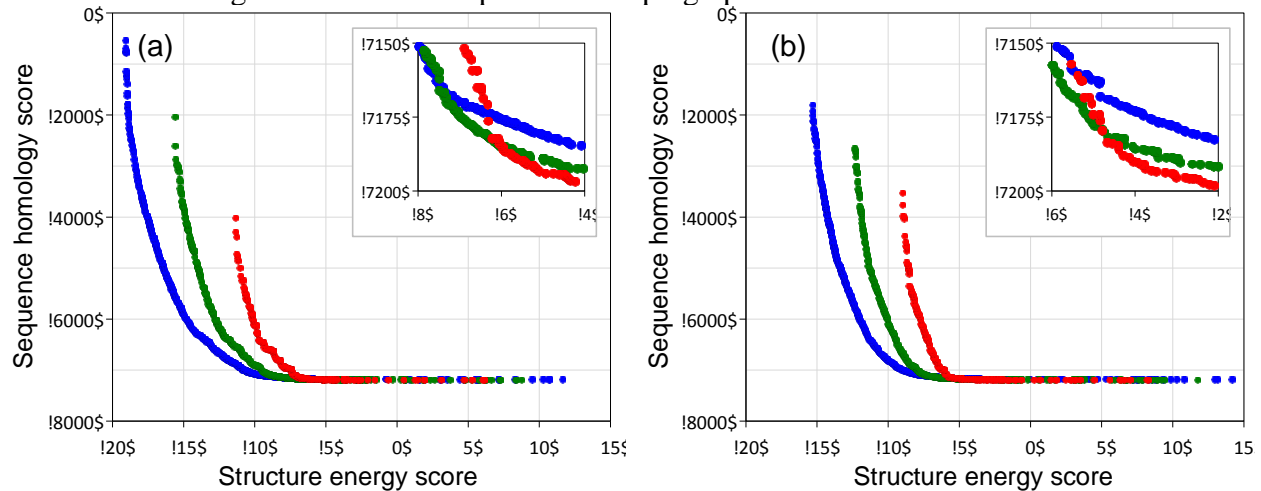 (a)
Sequence homology score
0$
!2000$
!4000$
!6000$
!8000$
!20$ !15$ !10$ !5$ 0$ 5$ 10$ 15$
Structure energy score
!7150$
!7175$
!7200$
!8$ !6$ !4$
(b)
Sequence homology score
0$
!2000$
!4000$
!6000$
!8000$
!20$ !15$ !10$ !5$ 0$ 5$ 10$ 15
Structure energy score
!7150$
!7175$
!7200$
!6$ !4$ !2$